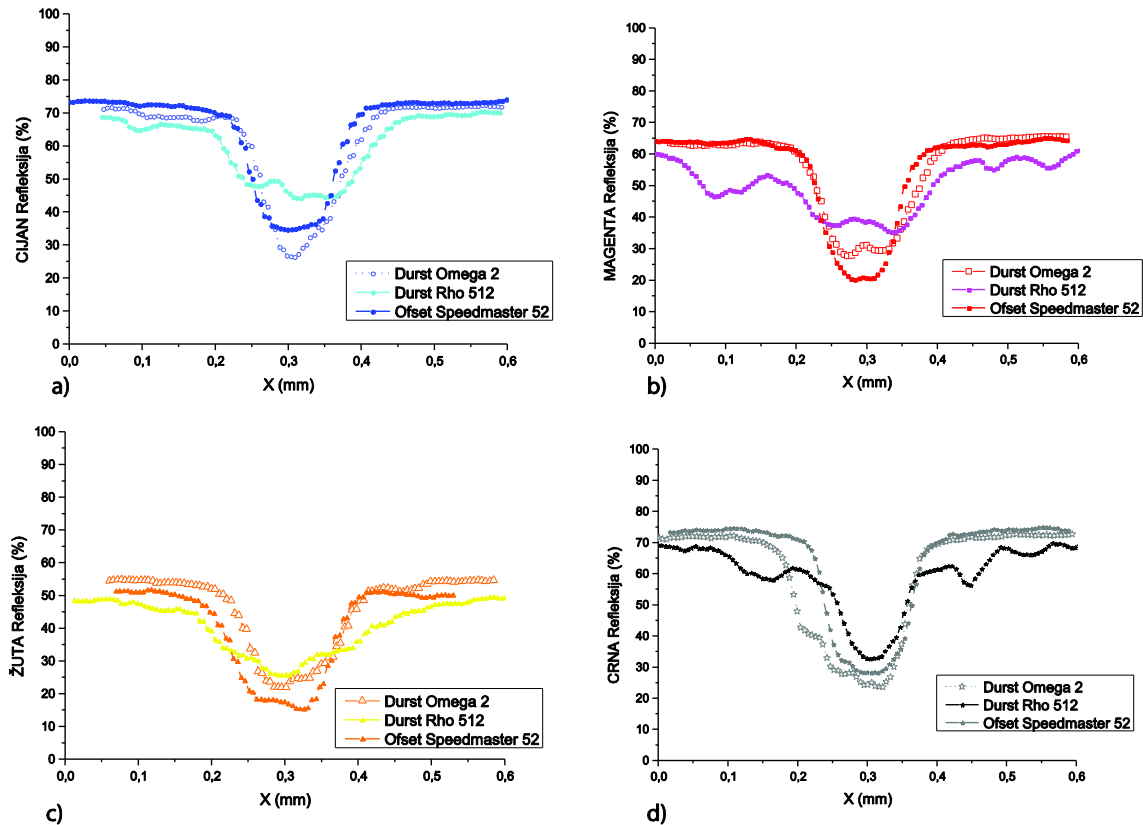 CIJAN Refleksija (%)
100
90
80
70
60
50
40
30
20
10
0
Durst Omega 2
Durst Rho 512
Ofset Speedmaster 52
0,0 0,1 0,2 0,3 0,4 0,5 0,6
X (mm)
a)
MAGENTA Refleksija (%)
100
90
80
70
60
50
40
30
20
10
0
Durst Omega 2
Durst Rho 512
Ofset Speedmaster 52
0,0 0,1 0,2 0,3 0,4 0,5 0,6
X (mm)
b)
ŽUTA Refleksija (%)
100
90
80
70
60
50
40
30
20
10
0
Durst Omega 2
Durst Rho 512
Ofset Speedmaster 52
0,0 0,1 0,2 0,3 0,4 0,5 0,6
X (mm)
c)
CRNA Refleksija (%)
100
90
80
70
60
50
40
30
20
10
0
Durst Omega 2
Durst Rho 512
Ofset Speedmaster 52
0,0 0,1 0,2 0,3 0,4 0,5 0,6
X (mm)
d)